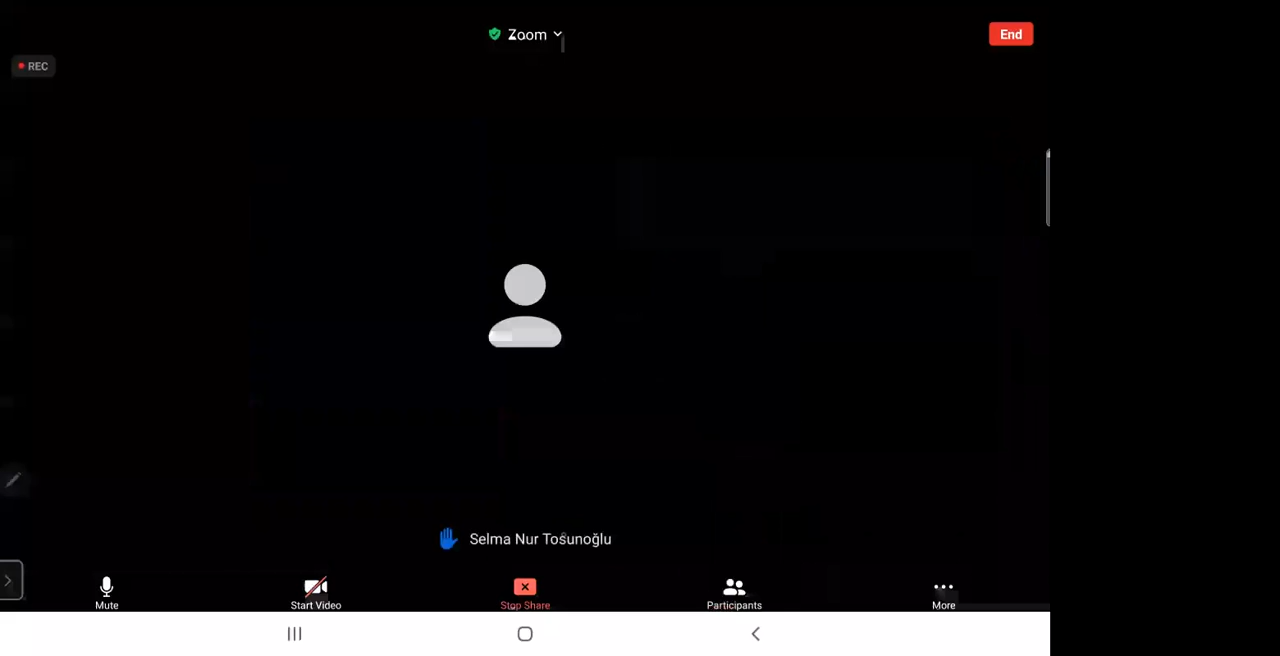 Zoom
End
REC
Selma Nur Tosunoğlu
Mute
Start Video
Stop Share
Participants
More